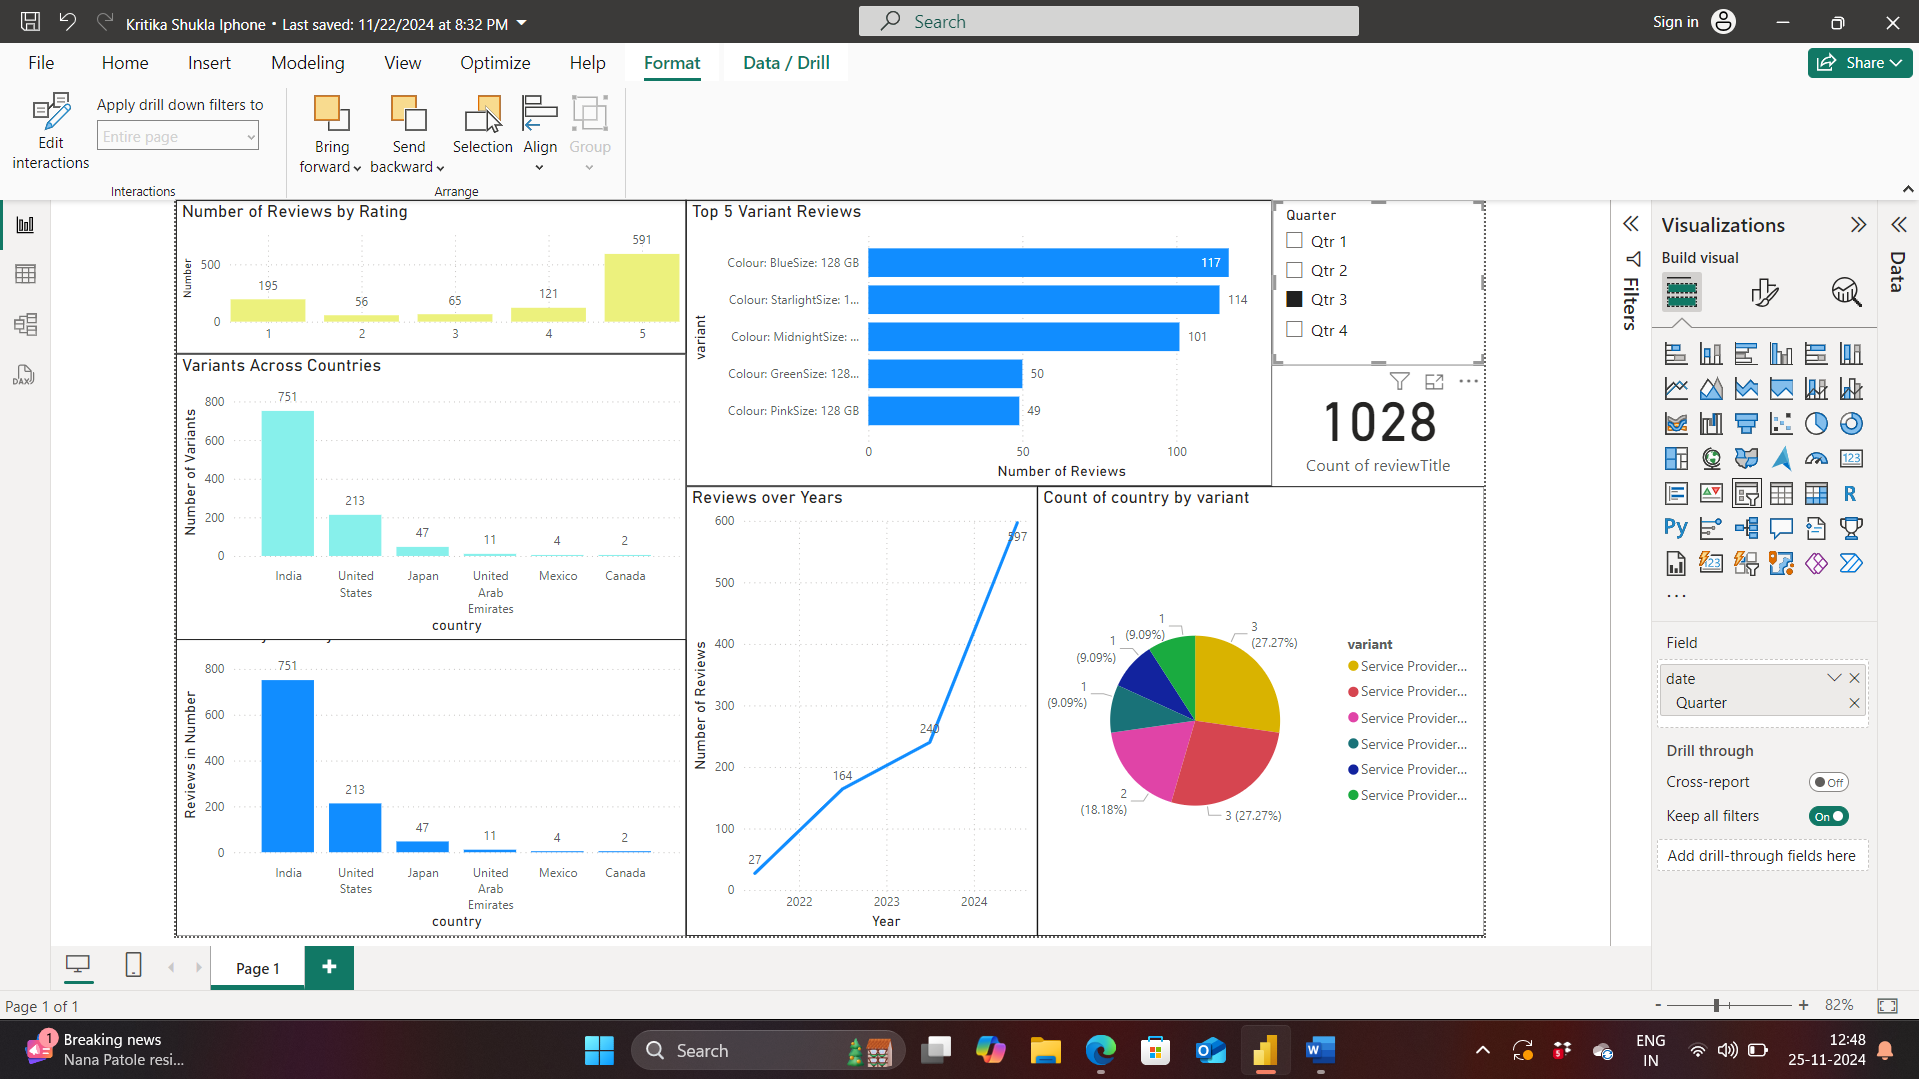 Kritika Shukla Iphone • Last saved: 11/22/2024 at 8:32 PM
Search
Sign in
File Home Insert Modeling View Optimize Help Format Data / Drill
Share
Edit interactions
Apply drill down filters to
Entire page
Bring forward
Send backward
Selection
Align
Group
Interactions
Arrange
Number of Reviews by Rating
Number
500
0
195
56
65
121
591
1 2 3 4 5
Variants Across Countries
Number of Variants
800
600
400
200
0
751
213
47
11
4
2
India
United States
Japan
United Arab Emirates
Mexico
Canada
country
Reviews in Number
800
600
400
200
0
751
213
47
11
4
2
India
United States
Japan
United Arab Emirates
Mexico
Canada
country
Top 5 Variant Reviews
variant
Colour: BlueSize: 128 GB 117
Colour: StarlightSize: 1... 114
Colour: MidnightSize: ... 101
Colour: GreenSize: 128... 50
Colour: PinkSize: 128 GB 49
0 50 100
Number of Reviews
Quarter
Qtr 1
Qtr 2
Qtr 3
Qtr 4
1028
Count of reviewTitle
Reviews over Years
Number of Reviews
600
500
400
300
200
100
0
27
164
240
597
2022 2023 2024
Year
Count of country by variant
3
(27.27%)
3 (27.27%)
2
(18.18%)
1
(9.09%)
1
(9.09%)
1
(9.09%)
variant
Service Provider...
Service Provider...
Service Provider...
Service Provider...
Service Provider...
Service Provider...
Filters
Visualizations
Build visual
Data
123
R
Py
123
Field
date
Quarter
Drill through
Cross-report
Off
Keep all filters
On
Add drill-through fields here
DAX
Page 1
Page 1 of 1
82%
1
Breaking news
Nana Patole resi...
Search
ENG
IN
12:48
25-11-2024